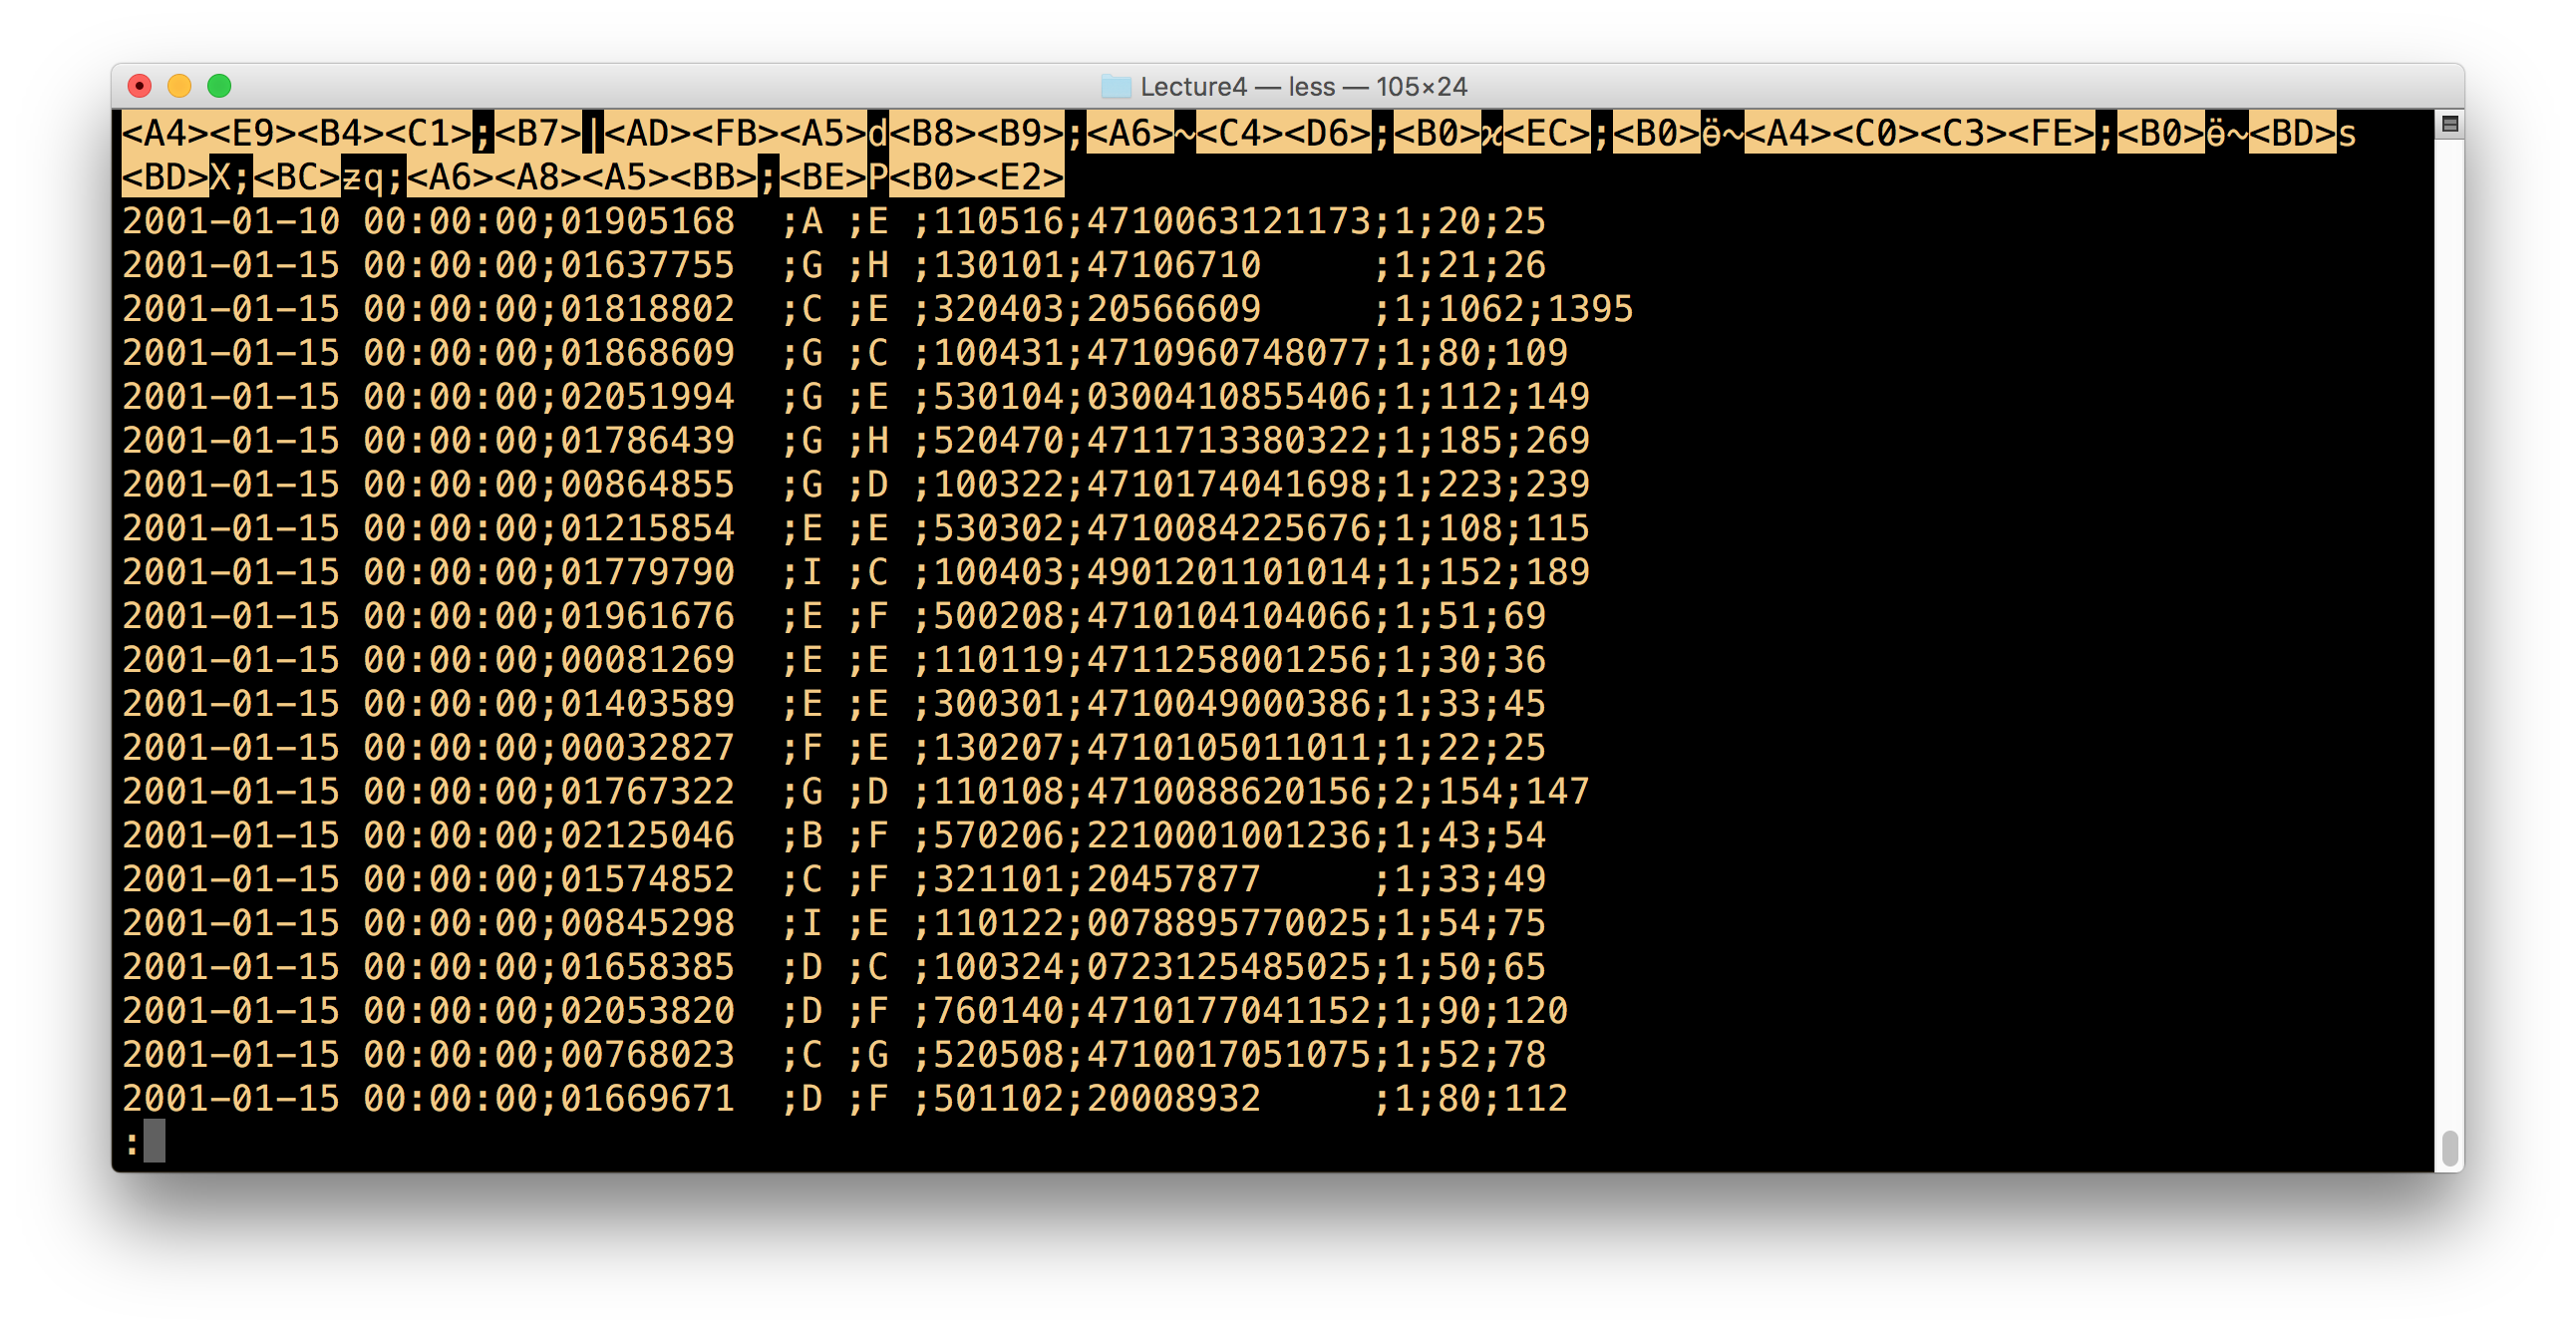 Lecture4 — less — 105×24
<A4><E9><B4><C1>;<B7>|<AD><FB><A5>d<B8><B9>;<A6>~<C4><D6>;<B0>ϰ<EC>;<B0>ӫ~<A4><C0><C3><FE>;<B0>ӫ~<BD>s
<BD>X;<BC>ƶq;<A6><A8><A5><BB>;<BE>P<B0><E2>
2001-01-10 00:00:00;01905168  ;A ;E ;110516;4710063121173;1;20;25
2001-01-15 00:00:00;01637755  ;G ;H ;130101;47106710     ;1;21;26
2001-01-15 00:00:00;01818802  ;C ;E ;320403;20566609     ;1;1062;1395
2001-01-15 00:00:00;01868609  ;G ;C ;100431;4710960748077;1;80;109
2001-01-15 00:00:00;02051994  ;G ;E ;530104;0300410855406;1;112;149
2001-01-15 00:00:00;01786439  ;G ;H ;520470;4711713380322;1;185;269
2001-01-15 00:00:00;00864855  ;G ;D ;100322;4710174041698;1;223;239
2001-01-15 00:00:00;01215854  ;E ;E ;530302;4710084225676;1;108;115
2001-01-15 00:00:00;01779790  ;I ;C ;100403;4901201101014;1;152;189
2001-01-15 00:00:00;01961676  ;E ;F ;500208;4710104104066;1;51;69
2001-01-15 00:00:00;00081269  ;E ;E ;110119;4711258001256;1;30;36
2001-01-15 00:00:00;01403589  ;E ;E ;300301;4710049000386;1;33;45
2001-01-15 00:00:00;00032827  ;F ;E ;130207;4710105011011;1;22;25
2001-01-15 00:00:00;01767322  ;G ;D ;110108;4710088620156;2;154;147
2001-01-15 00:00:00;02125046  ;B ;F ;570206;2210001001236;1;43;54
2001-01-15 00:00:00;01574852  ;C ;F ;321101;20457877     ;1;33;49
2001-01-15 00:00:00;00845298  ;I ;E ;110122;0078895770025;1;54;75
2001-01-15 00:00:00;01658385  ;D ;C ;100324;0723125485025;1;50;65
2001-01-15 00:00:00;02053820  ;D ;F ;760140;4710177041152;1;90;120
2001-01-15 00:00:00;00768023  ;C ;G ;520508;4710017051075;1;52;78
2001-01-15 00:00:00;01669671  ;D ;F ;501102;20008932     ;1;80;112
: